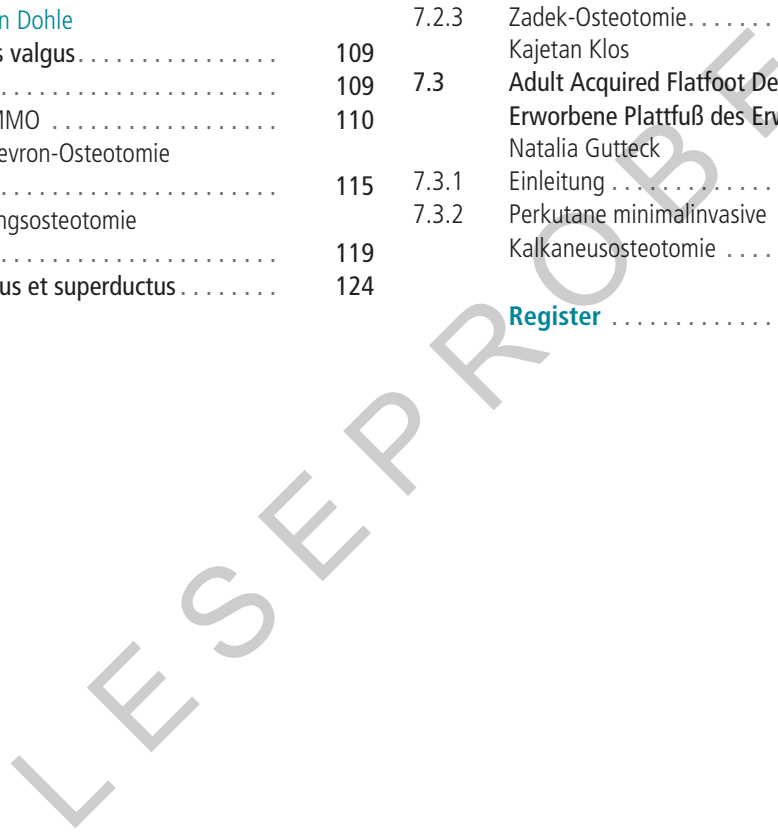 n Dohle
s valgus................ 109
...................... 109
MMO .................. 110
evron-Osteotomie
...................... 115
ngsosteotomie
...................... 119
us et superductus........ 124
7.2.3 Zadek-Osteotomie........
Kajetan Klos
7.3 Adult Acquired Flatfoot De
Erworbene Plattfuß des Erw
Natalia Gutteck
7.3.1 Einleitung .............
7.3.2 Perkutane minimalinvasive
Kalkaneusosteotomie ....
Register .............
LESEPROBE